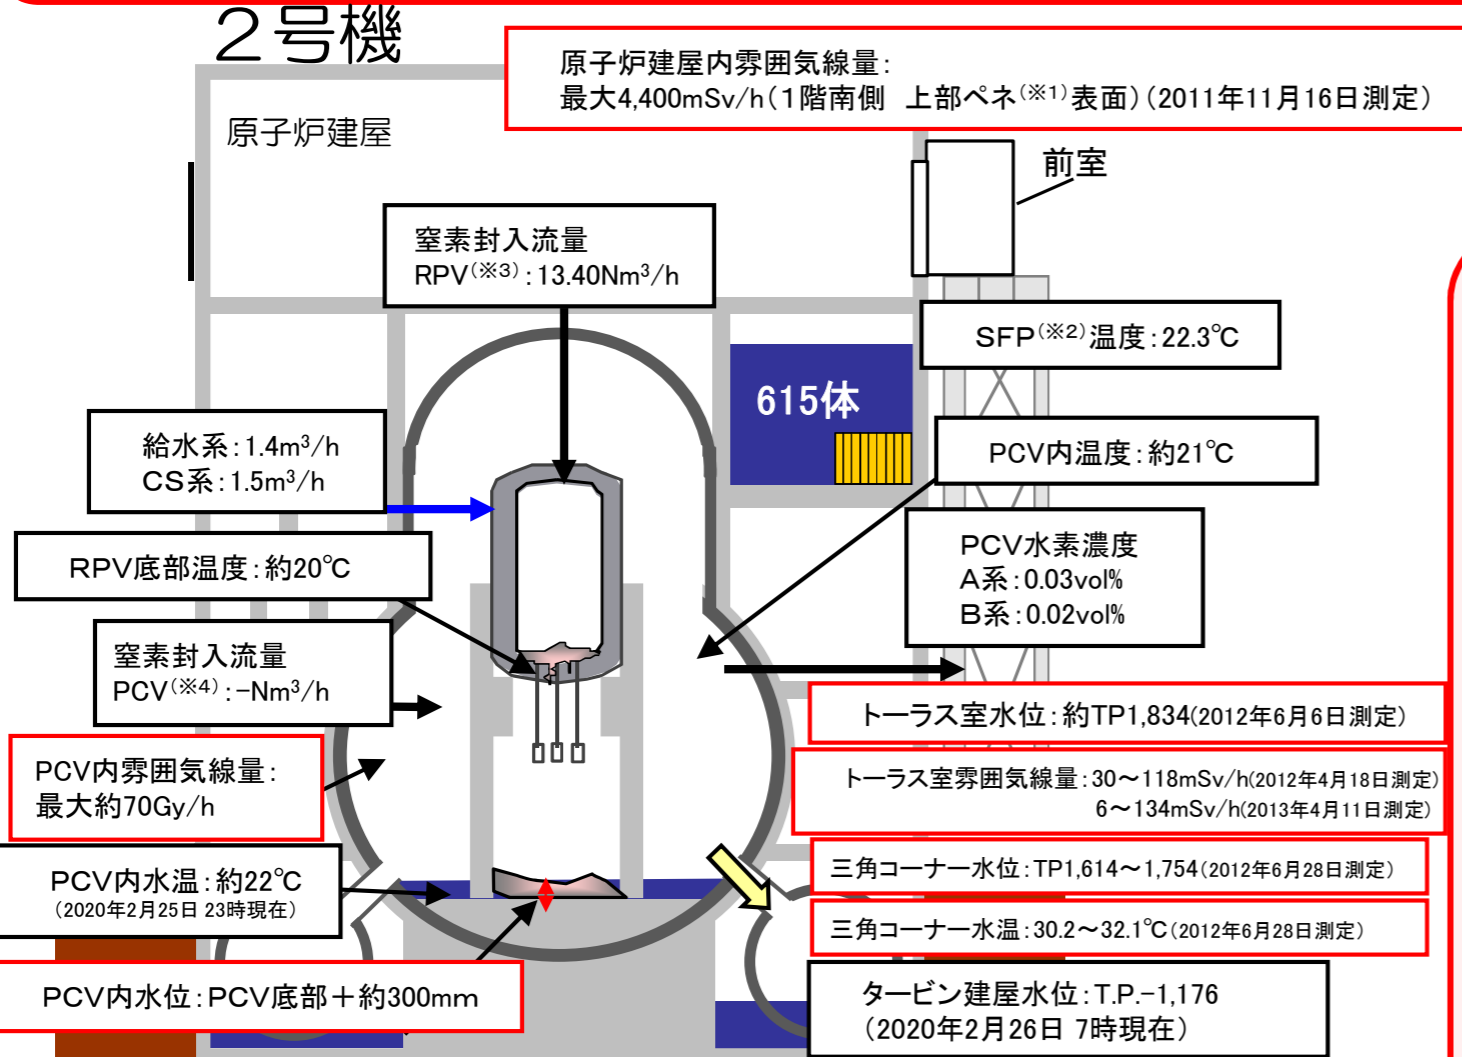 ２号機
原子炉建屋内雰囲気線量：
最大4,400mSv/h（１階南側　上部ペネ(※1)表面）（2011年11月16日測定）
原子炉建屋
前室
窒素封入流量
RPV(※3)：13.40Nm³/h
SFP(※2)温度：22.3℃
615体
給水系：1.4m³/h
CS系：1.5m³/h
PCV内温度：約21℃
RPV底部温度：約20℃
PCV水素濃度
A系：0.03vol%
B系：0.02vol%
窒素封入流量
PCV(※4)：-Nm³/h
トーラス室水位：約TP1,834(2012年6月6日測定)
PCV内雰囲気線量：
最大約70Gy/h
トーラス室雰囲気線量：30～118mSv/h(2012年4月18日測定)
6～134mSv/h(2013年4月11日測定)
PCV内水温：約22℃
(2020年2月25日 23時現在)
三角コーナー水位：TP1,614～1,754(2012年6月28日測定)
三角コーナー水温：30.2～32.1℃(2012年6月28日測定)
PCV内水位：PCV底部＋約300mm
タービン建屋水位：T.P.-1,176
（2020年2月26日 7時現在）